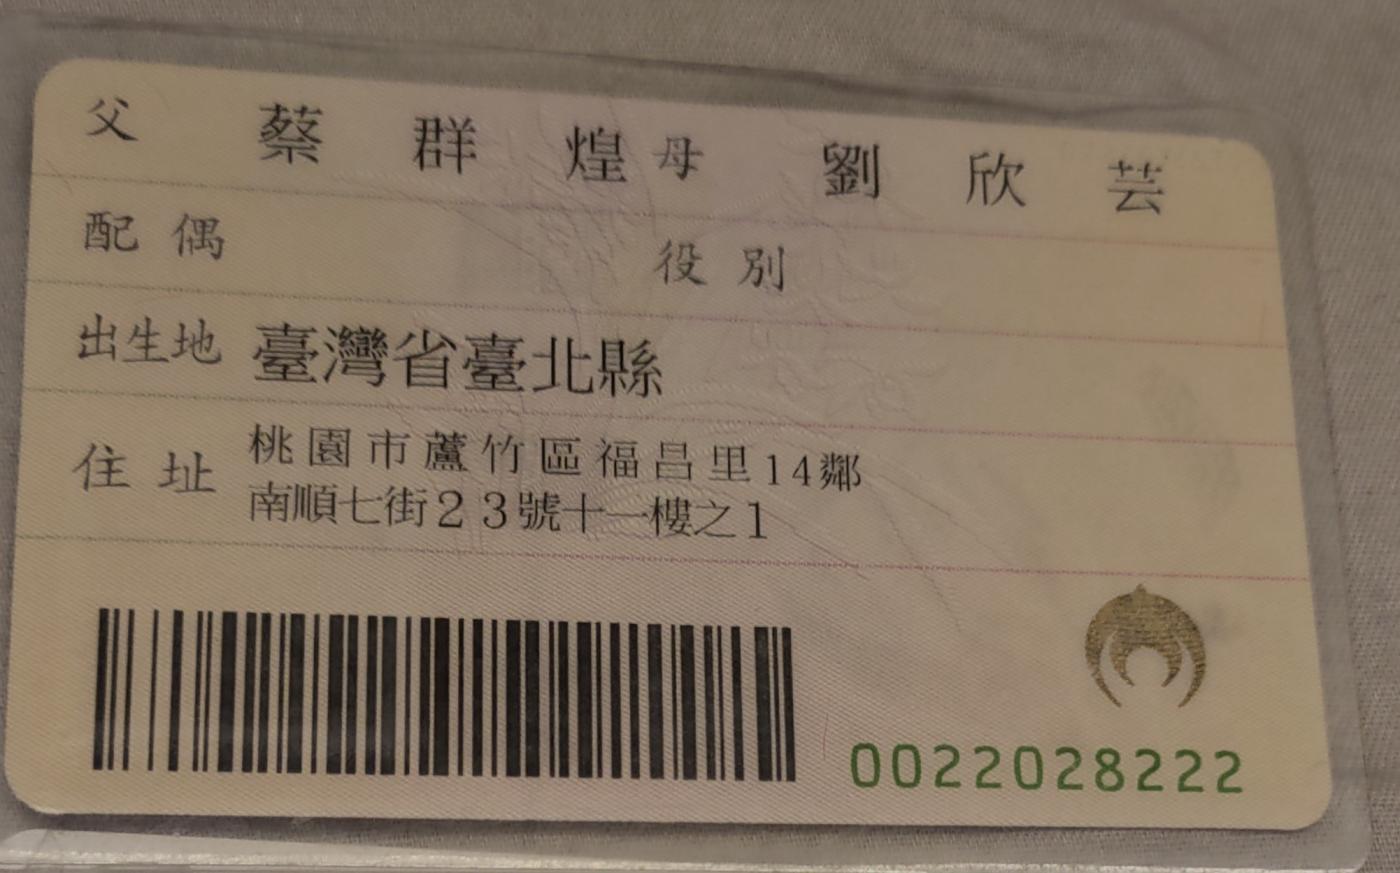 父 蔡群煌 母 劉欣芸
配偶 役別
出生地 臺灣省臺北縣
住址 桃園市蘆竹區福昌里14鄰
南順七街23號十一樓之1
0022028222